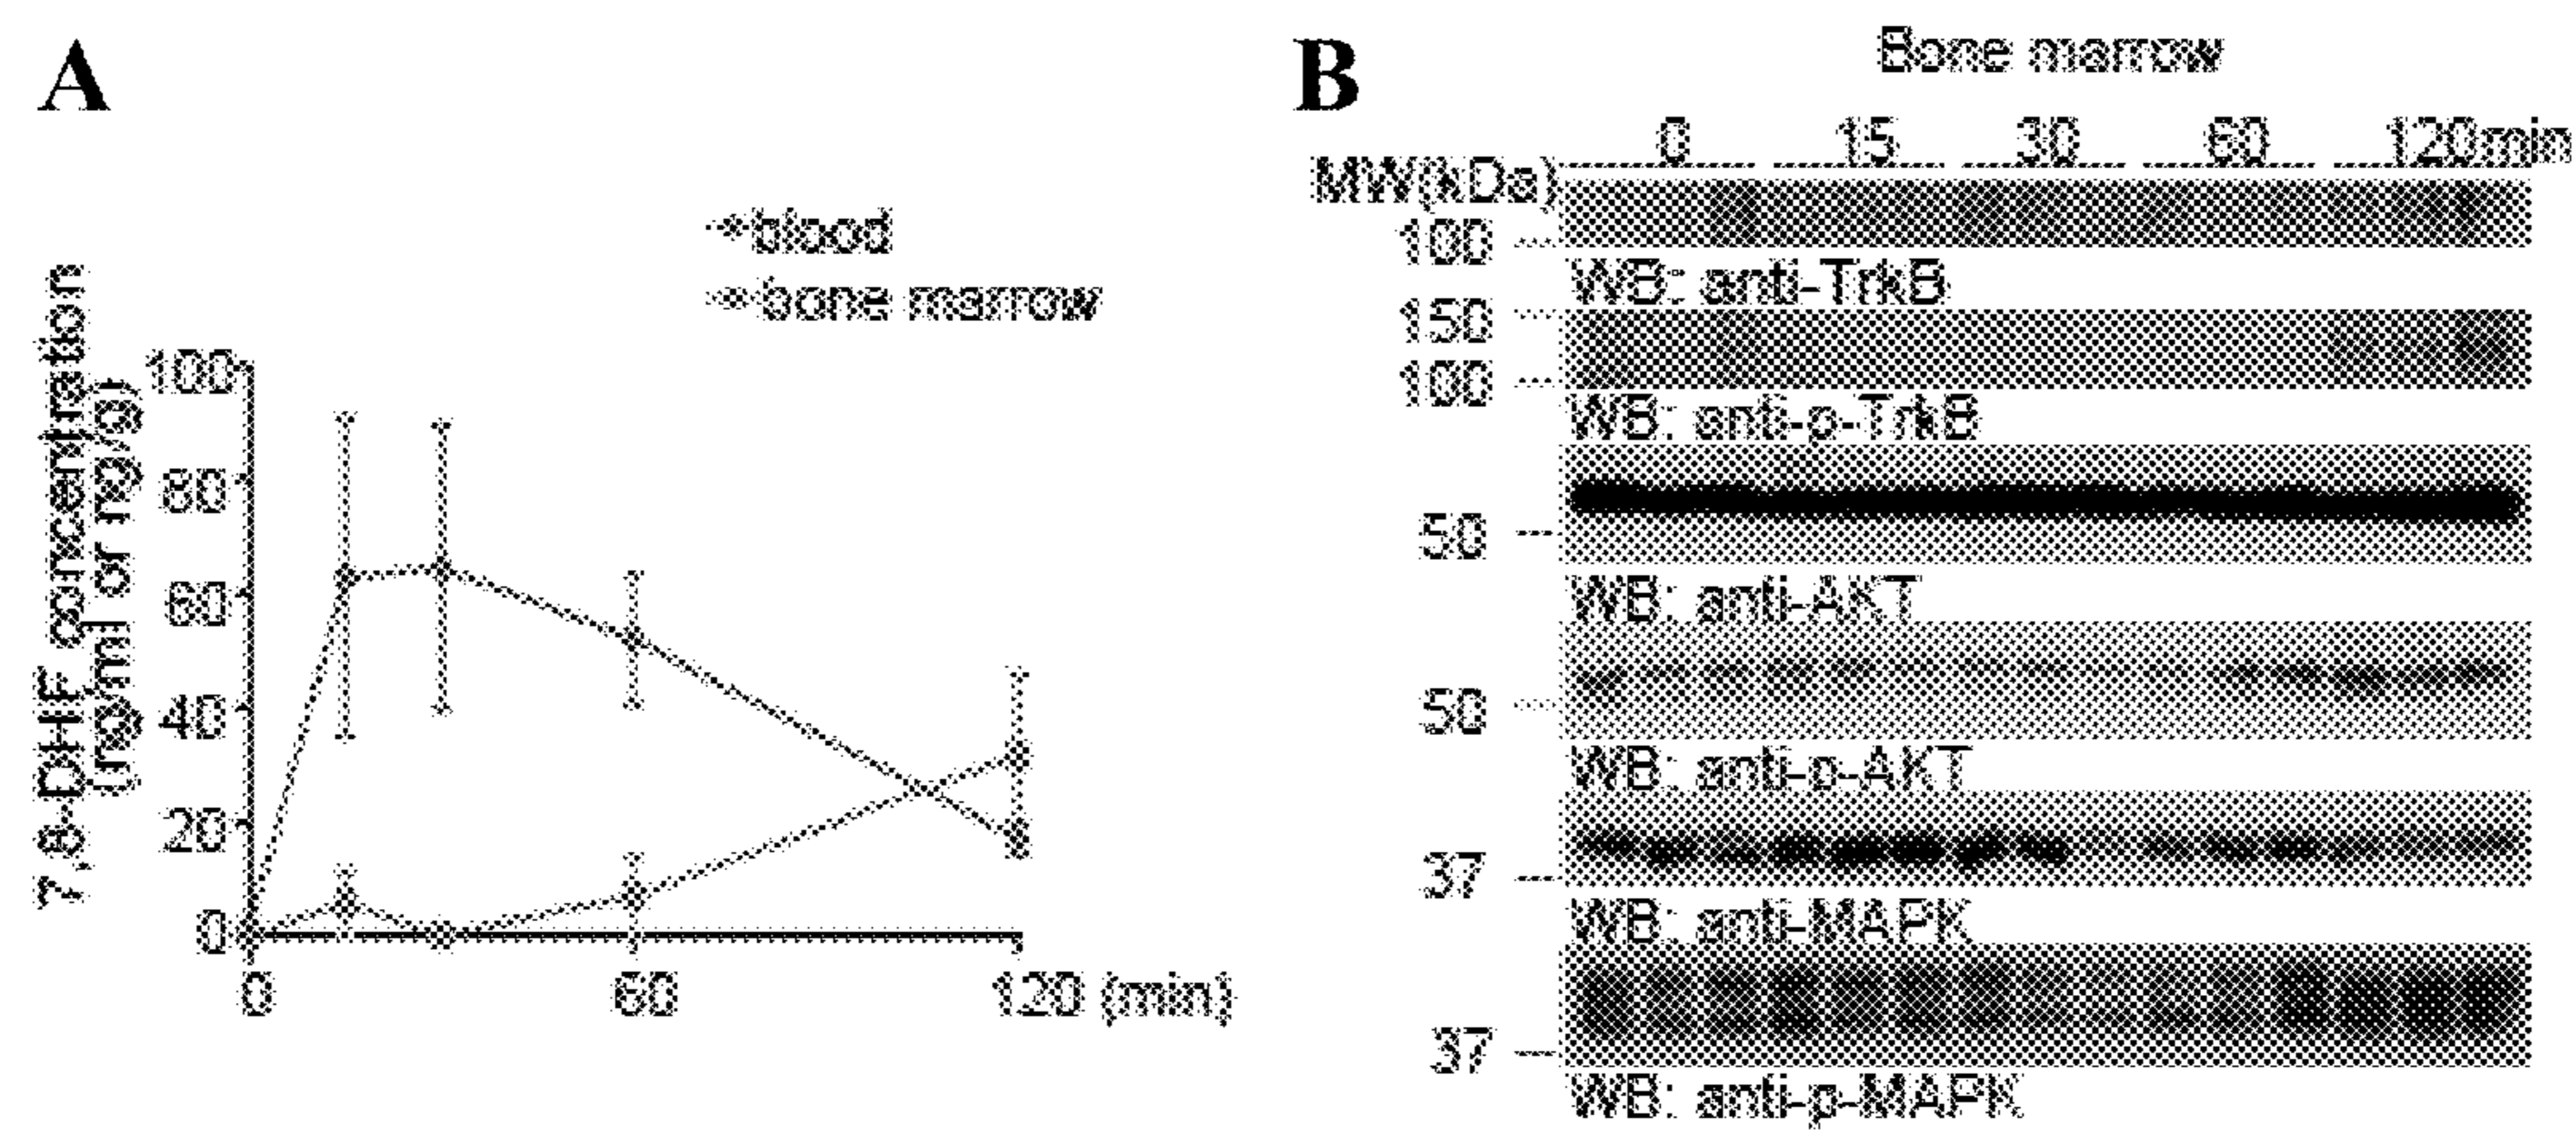 A
blood
bone marrow
7,8-DHF concentration
(ng/ml or ng/g)
100
80
60
40
20
0
0 60 120 (min)
B
Bone marrow
0 15 30 60 120min
MW(kDa)
100
WB: anti-TrkB
150
100
WB: anti-p-TrkB
50
WB: anti-AKT
50
WB: anti-p-AKT
37
WB: anti-MAPK
37
WB: anti-p-MAPK